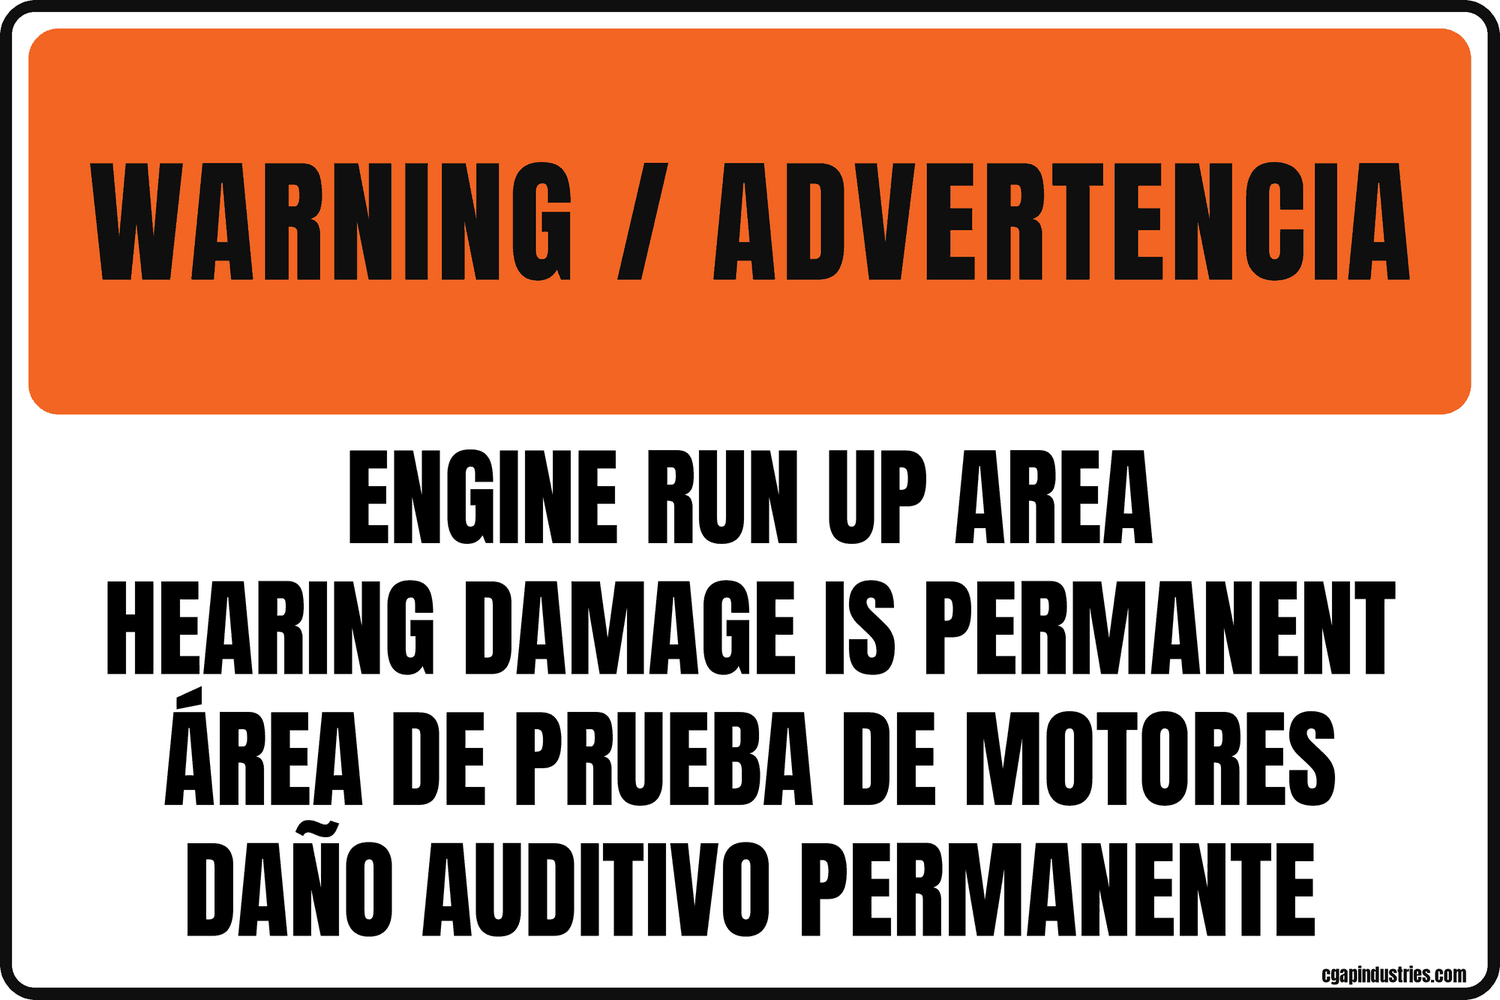 WARNING / ADVERTENCIA
ENGINE RUN UP AREA
HEARING DAMAGE IS PERMANENT
ÁREA DE PRUEBA DE MOTORES
DAÑO AUDITIVO PERMANENTE
cgapindustries.com